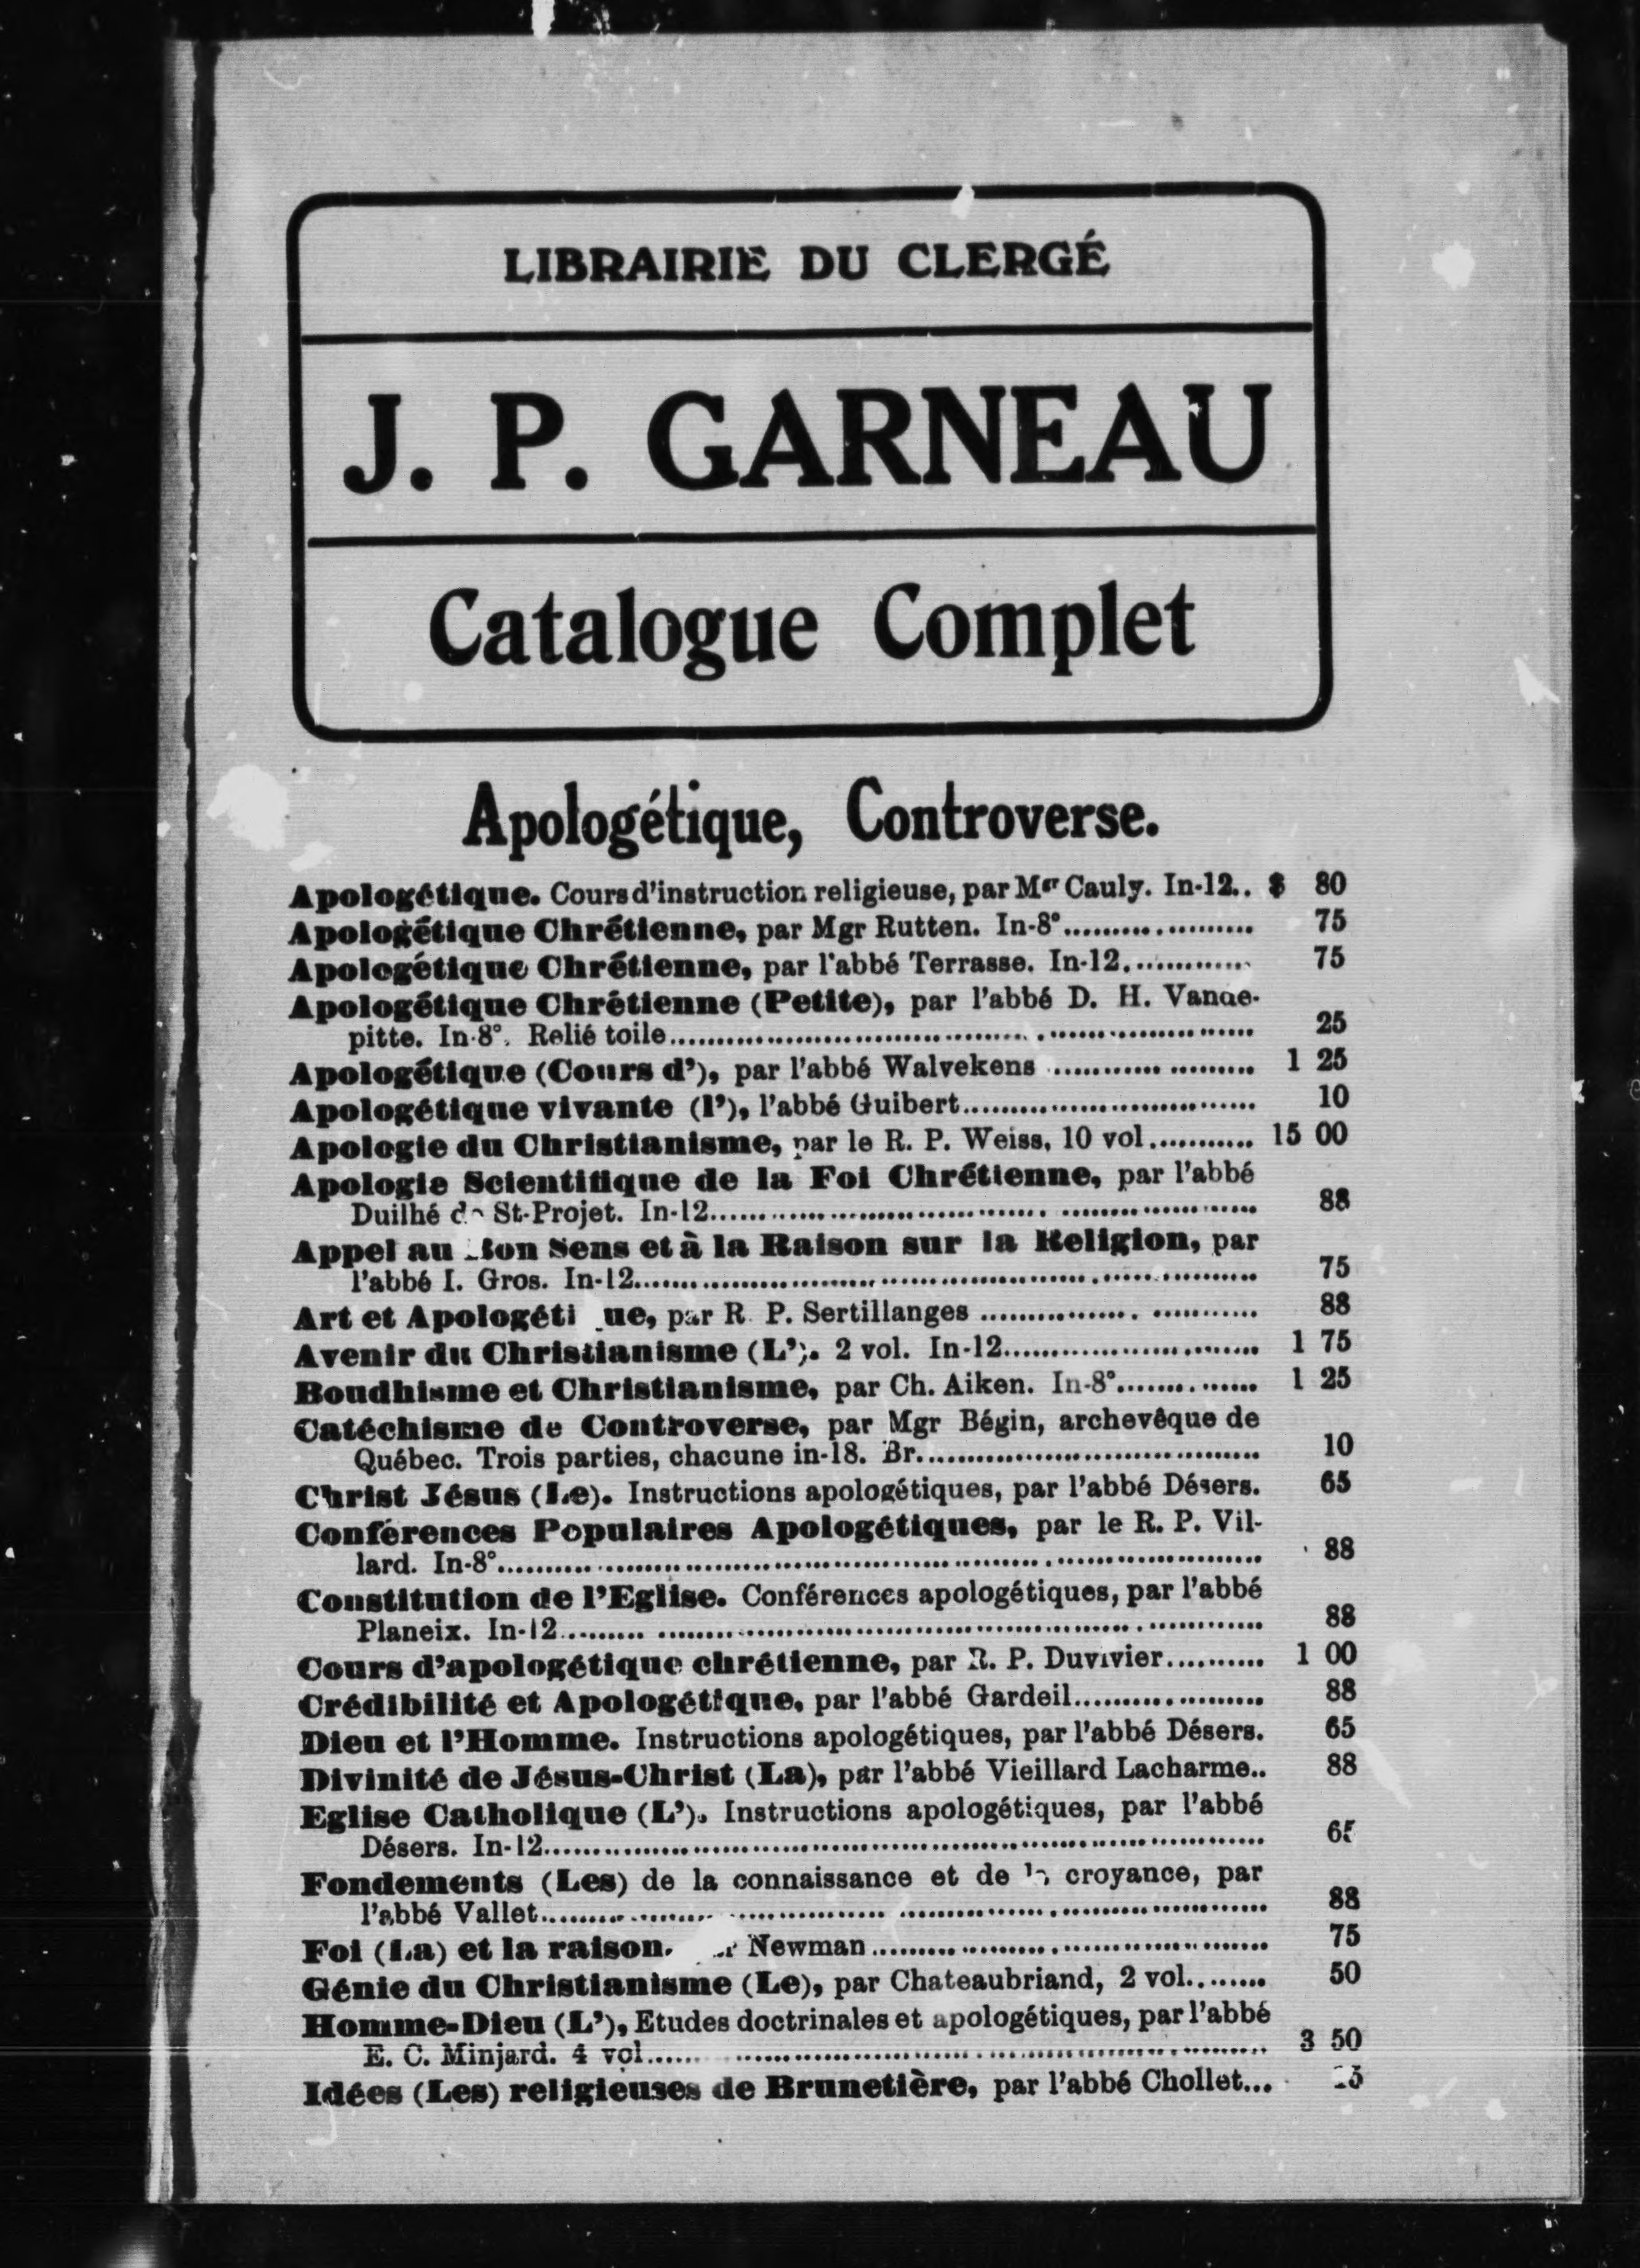 LIBRAIRIE DU CLERGÉ
J. P. GARNEAU
Catalogue Complet
Apologétique, Controverse.
Apologétique. Cours d'instruction religieuse, par Mgr Cauly. In-12.. $ 80
Apologétique Chrétienne, par Mgr Rutten. In-8°.................... 75
Apologétique Chrétienne, par l'abbé Terrasse. In-12............. 75
Apologétique Chrétienne (Petite), par l'abbé D. H. Vande-
pitte. In-8°. Relié toile............................................................ 25
Apologétique (Cours d'), par l'abbé Walvekens ..................... 1 25
Apologétique vivante (l'), l'abbé Guibert.............................. 10
Apologie du Christianisme, par le R. P. Weiss, 10 vol........... 15 00
Apologie Scientifique de la Foi Chrétienne, par l'abbé
Duilhé de St-Projet. In-12........................................................ 88
Appel au Bon Sens et à la Raison sur la Religion, par
l'abbé I. Gros. In-12............................................................... 75
Art et Apologéti ue, par R. P. Sertillanges ........................... 88
Avenir du Christianisme (L'). 2 vol. In-12.......................... 1 75
Boudhisme et Christianisme, par Ch. Aiken. In-8°.............. 1 25
Catéchisme de Controverse, par Mgr Bégin, archevêque de
Québec. Trois parties, chacune in-18. Br................................... 10
Christ Jésus (Le). Instructions apologétiques, par l'abbé Désers. 65
Conférences Populaires Apologétiques, par le R. P. Vil-
lard. In-8°............................................................................. 88
Constitution de l'Eglise. Conférences apologétiques, par l'abbé
Planeix. In-12....................................................................... 88
Cours d'apologétique chrétienne, par R. P. Duvivier.......... 1 00
Crédibilité et Apologétique, par l'abbé Gardeil.................... 88
Dieu et l'Homme. Instructions apologétiques, par l'abbé Désers. 65
Divinité de Jésus-Christ (La), par l'abbé Vieillard Lacharme.. 88
Eglise Catholique (L'). Instructions apologétiques, par l'abbé
Désers. In-12........................................................................ 65
Fondements (Les) de la connaissance et de la croyance, par
l'abbé Vallet......................................................................... 88
Foi (La) et la raison. Newman........................................ 75
Génie du Christianisme (Le), par Chateaubriand, 2 vol......... 50
Homme-Dieu (L'), Etudes doctrinales et apologétiques, par l'abbé
E. C. Minjard. 4 vol............................................................... 3 50
Idées (Les) religieuses de Brunetière, par l'abbé Chollet...